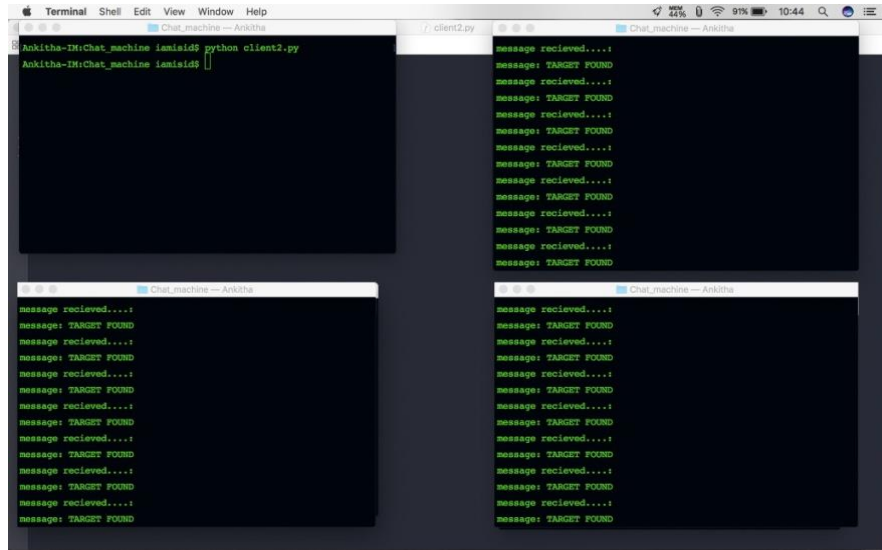 Terminal Shell Edit View Window Help
MEM 44% 91% 10:44
Chat_machine — Ankitha
Ankitha-IM:Chat_machine iamisid$ python client2.py
Ankitha-IM:Chat_machine iamisid$
client2.py
Chat_machine — Ankitha
message recieved....:
message: TARGET FOUND
message recieved....:
message: TARGET FOUND
message recieved....:
message: TARGET FOUND
message recieved....:
message: TARGET FOUND
message recieved....:
message: TARGET FOUND
message recieved....:
message: TARGET FOUND
message recieved....:
message: TARGET FOUND
Chat_machine — Ankitha
message recieved....:
message: TARGET FOUND
message recieved....:
message: TARGET FOUND
message recieved....:
message: TARGET FOUND
message recieved....:
message: TARGET FOUND
message recieved....:
message: TARGET FOUND
message recieved....:
message: TARGET FOUND
message recieved....:
message: TARGET FOUND
Chat_machine — Ankitha
message recieved....:
message: TARGET FOUND
message recieved....:
message: TARGET FOUND
message recieved....:
message: TARGET FOUND
message recieved....:
message: TARGET FOUND
message recieved....:
message: TARGET FOUND
message recieved....:
message: TARGET FOUND
message recieved....:
message: TARGET FOUND